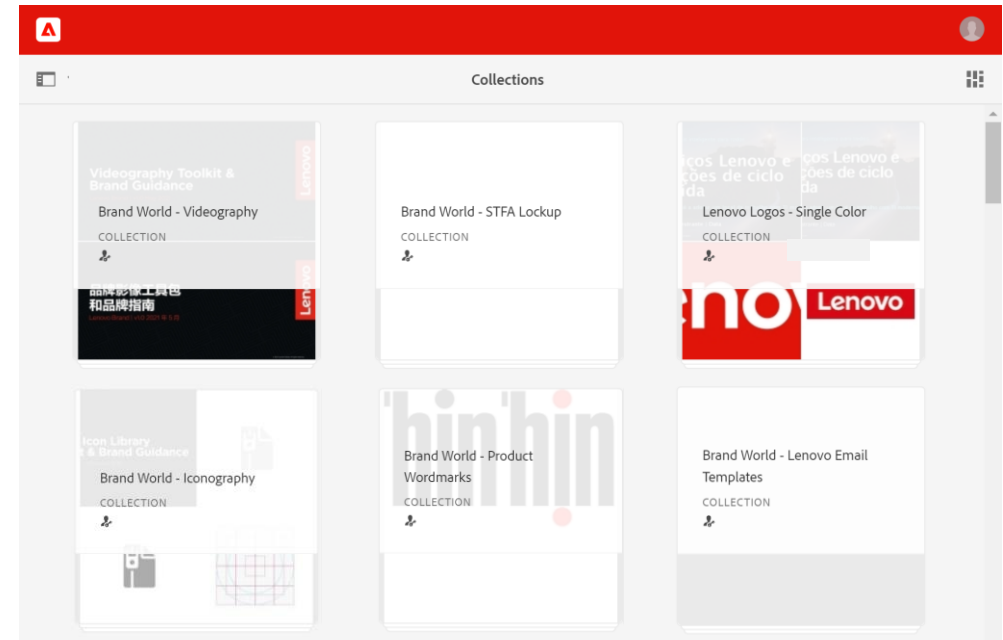 Collections
Videography Toolkit &
Brand Guidance
Lenovo
Brand World - Videography
COLLECTION
品牌影像工具包
和品牌指南
Lenovo
Brand World - STFA Lockup
COLLECTION
ços Lenovo e
ções de ciclo
da
ços Lenovo e
ções de ciclo
da
Lenovo Logos - Single Color
COLLECTION
eno
Lenovo
Icon Library
t & Brand Guidance
Brand World - Iconography
COLLECTION
hin
hin
Brand World - Product
Wordmarks
COLLECTION
Brand World - Lenovo Email
Templates
COLLECTION